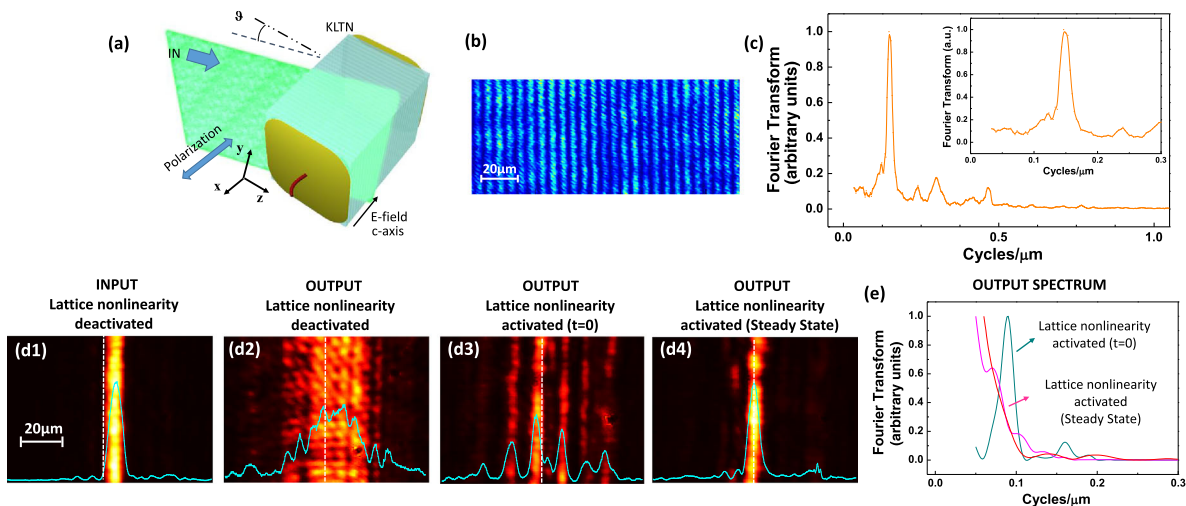 (a)
ϑ
KLTN
IN
Polarization
y
x
z
E-field
c-axis
(b)
20μm
(c)
Fourier Transform
(arbitrary units)
1.0
0.8
0.6
0.4
0.2
0.0
0.0
0.5
1.0
Cycles/μm
Fourier Transform (a.u.)
1.0
0.8
0.6
0.4
0.2
0.0
0.0
0.1
0.2
0.3
Cycles/μm
INPUT
Lattice nonlinearity
deactivated
(d1)
20μm
OUTPUT
Lattice nonlinearity
deactivated
(d2)
OUTPUT
Lattice nonlinearity
activated (t=0)
(d3)
OUTPUT
Lattice nonlinearity
activated (Steady State)
(d4)
(e)
OUTPUT SPECTRUM
Fourier Transform
(arbitrary units)
1.0
0.8
0.6
0.4
0.2
0.0
Lattice nonlinearity
activated (t=0)
Lattice nonlinearity
activated
(Steady State)
0.0
0.1
0.2
0.3
Cycles/μm